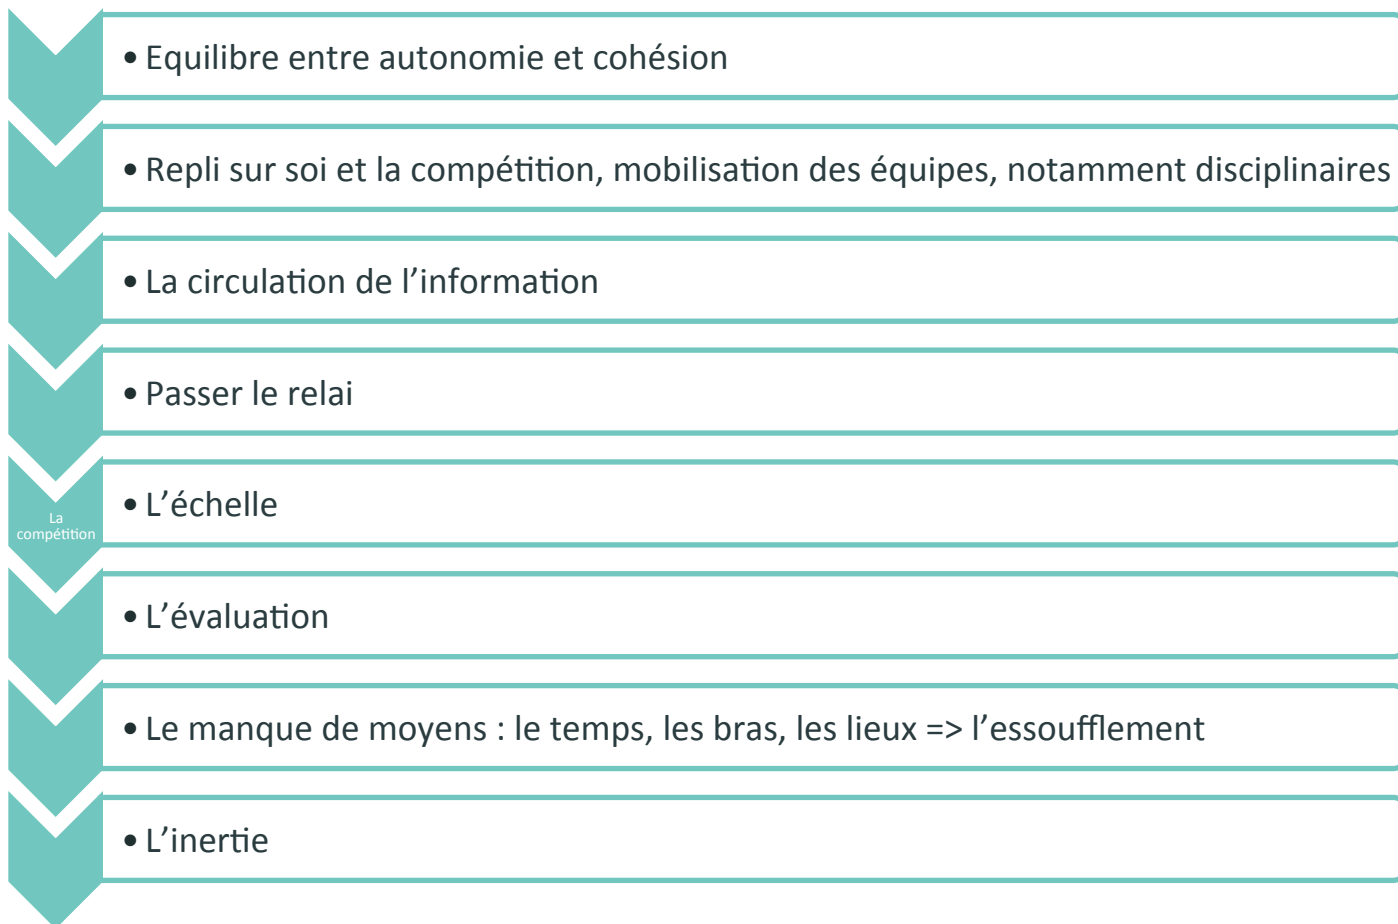 • Equilibre entre autonomie et cohésion
• Repli sur soi et la compétition, mobilisation des équipes, notamment disciplinaires
• La circulation de l’information
• Passer le relai
La
compétition
• L’échelle
• L’évaluation
• Le manque de moyens : le temps, les bras, les lieux => l’essoufflement
• L’inertie